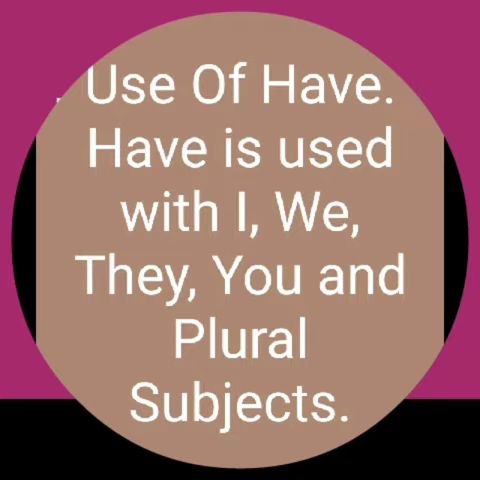 . Use Of Have.
Have is used
with I, We,
They, You and
Plural
Subjects.